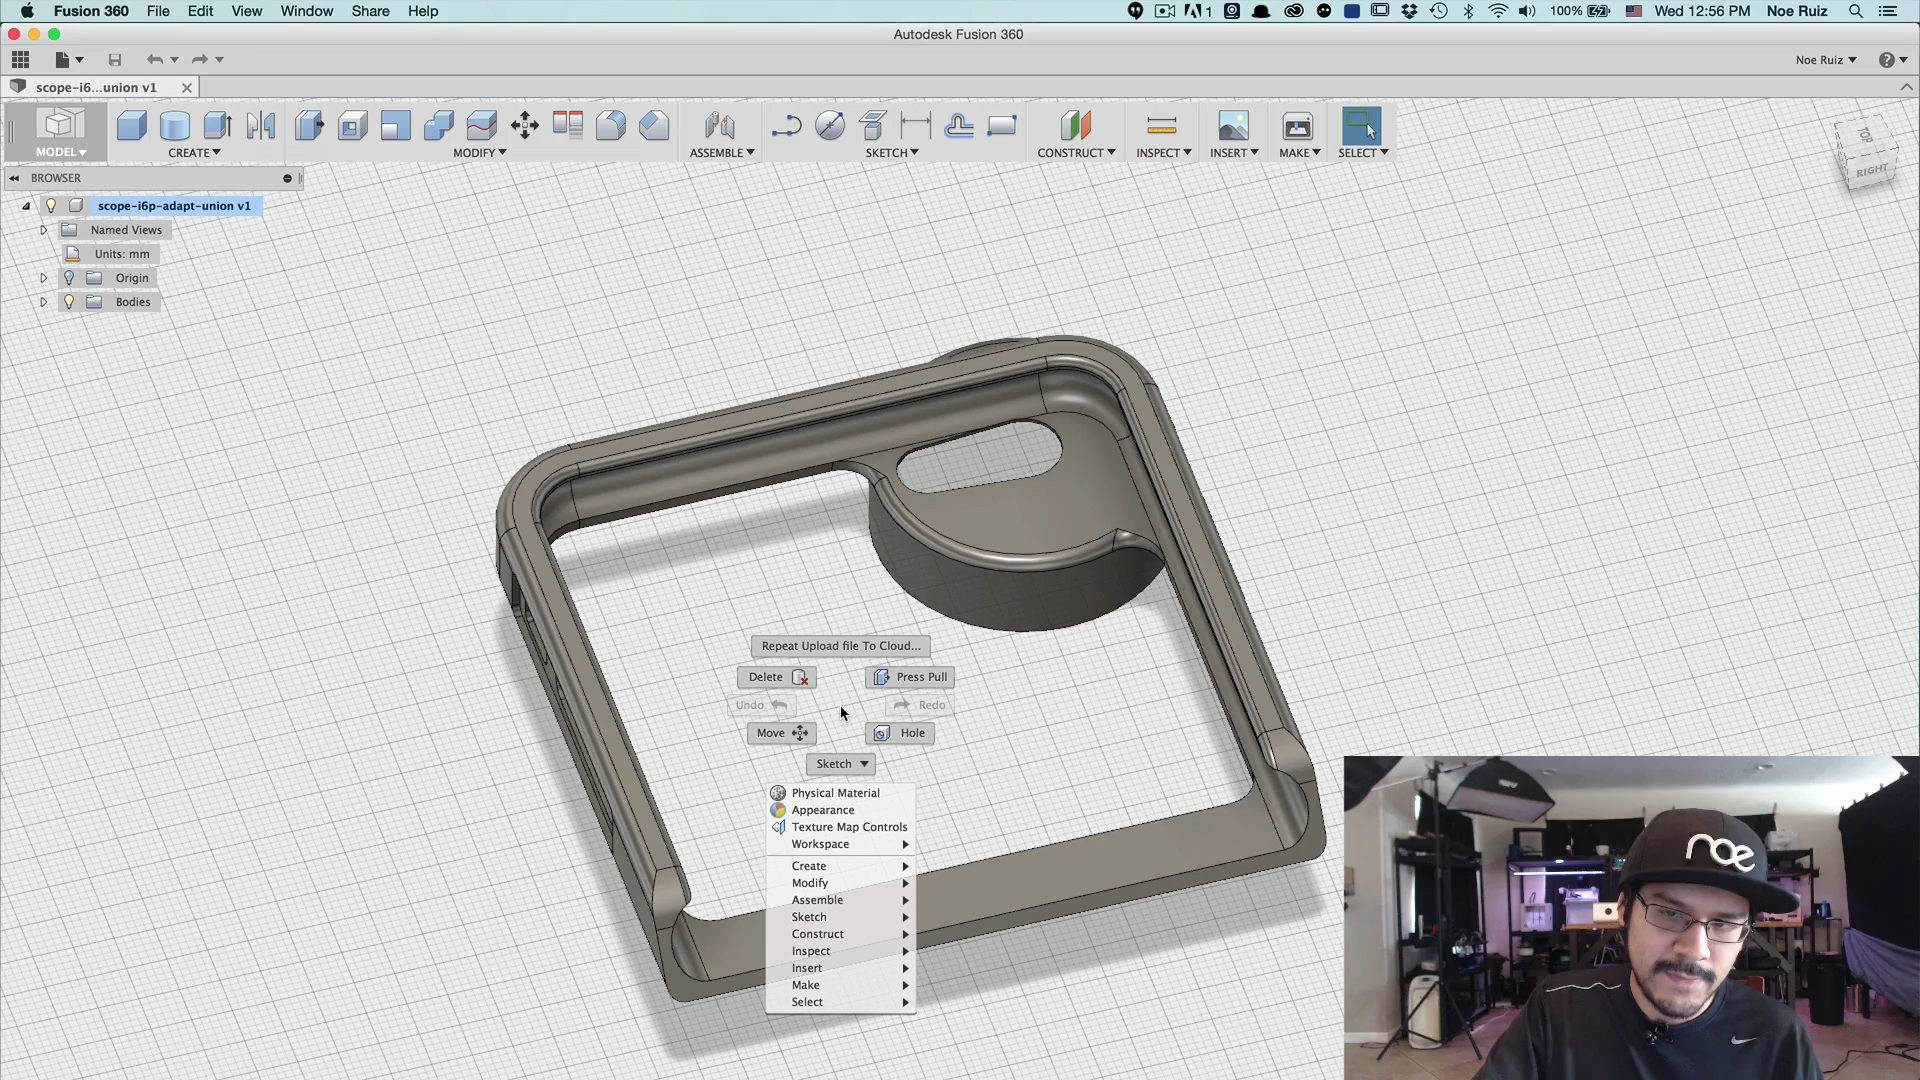 Fusion 360 File Edit View Window Share Help 1 100% Wed 12:56 PM Noe Ruiz
Autodesk Fusion 360
Noe Ruiz
scope-i6...union v1
MODEL CREATE MODIFY ASSEMBLE SKETCH CONSTRUCT INSPECT INSERT MAKE SELECT
BROWSER
scope-i6p-adapt-union v1
Named Views
Units: mm
Origin
Bodies
TOP
RIGHT
Repeat Upload file To Cloud...
Delete Press Pull
Undo Redo
Move Hole
Sketch
Physical Material
Appearance
Texture Map Controls
Workspace
Create
Modify
Assemble
Sketch
Construct
Inspect
Insert
Make
Select
noe